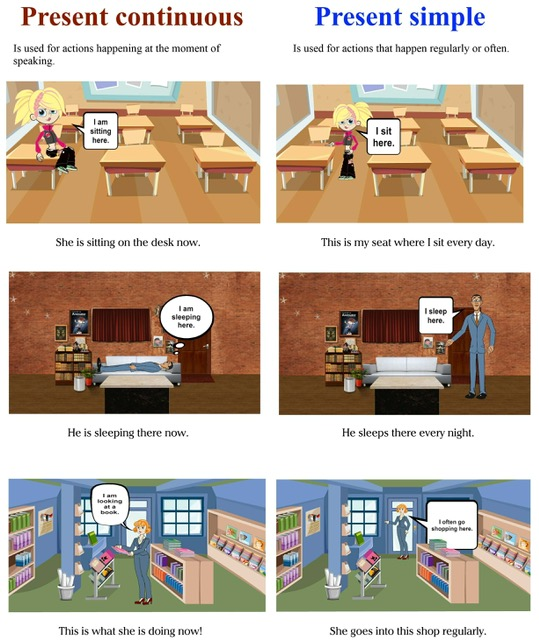 Present continuous
Present simple
Is used for actions happening at the moment of
speaking.
Is used for actions that happen regularly or often.
I am
sitting
here.
I sit
here.
She is sitting on the desk now.
This is my seat where I sit every day.
I am
sleeping
here.
I sleep
here.
He is sleeping there now.
He sleeps there every night.
I am
looking
at a
book.
I often go
shopping here.
This is what she is doing now!
She goes into this shop regularly.